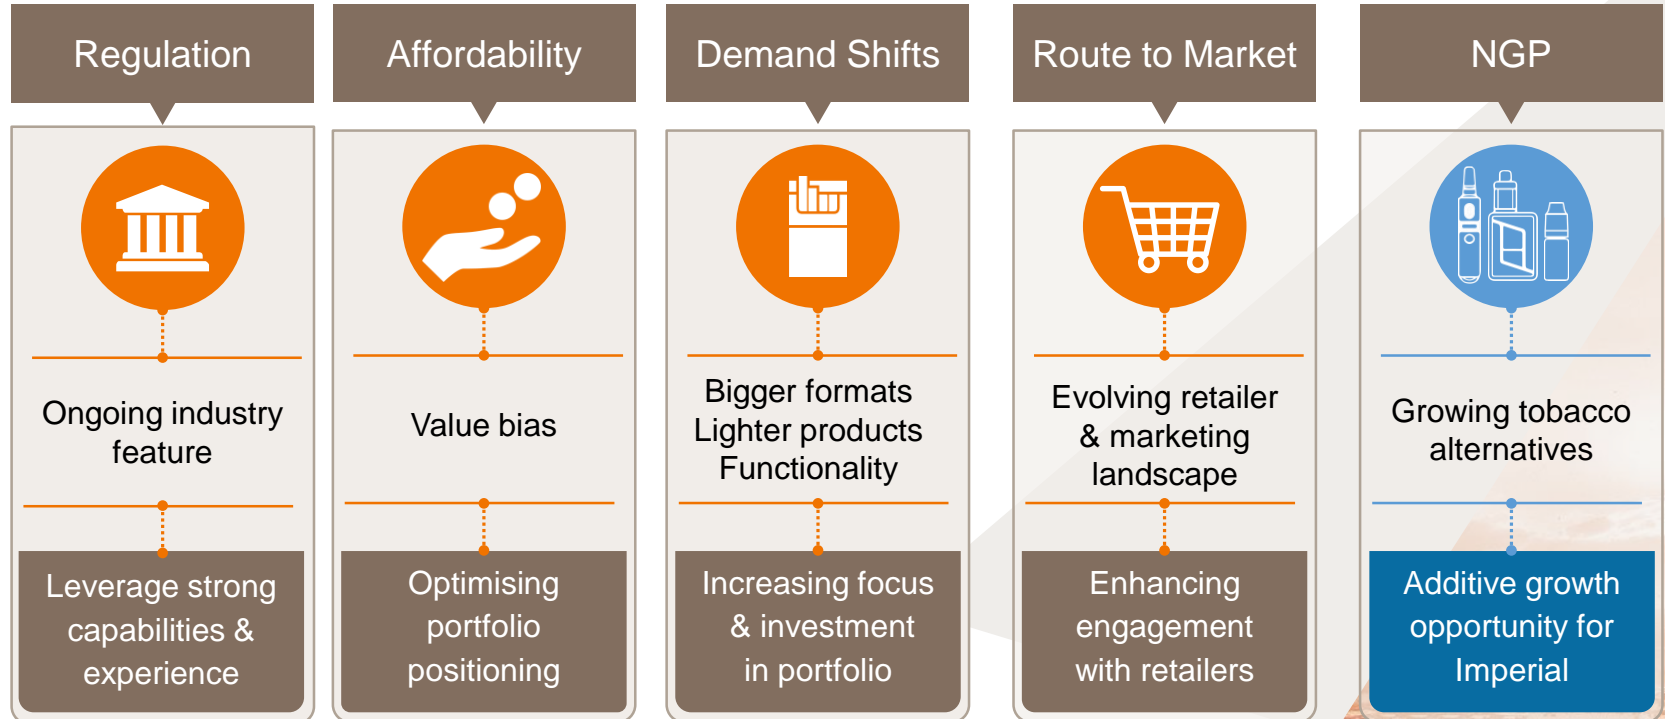 Regulation
Ongoing industry
feature
Leverage strong
capabilities &
experience
Affordability
Value bias
Optimising
portfolio
positioning
Demand Shifts
Bigger formats
Lighter products
Functionality
Increasing focus
& investment
in portfolio
Route to Market
Evolving retailer
& marketing
landscape
Enhancing
engagement
with retailers
NGP
Growing tobacco
alternatives
Additive growth
opportunity for
Imperial